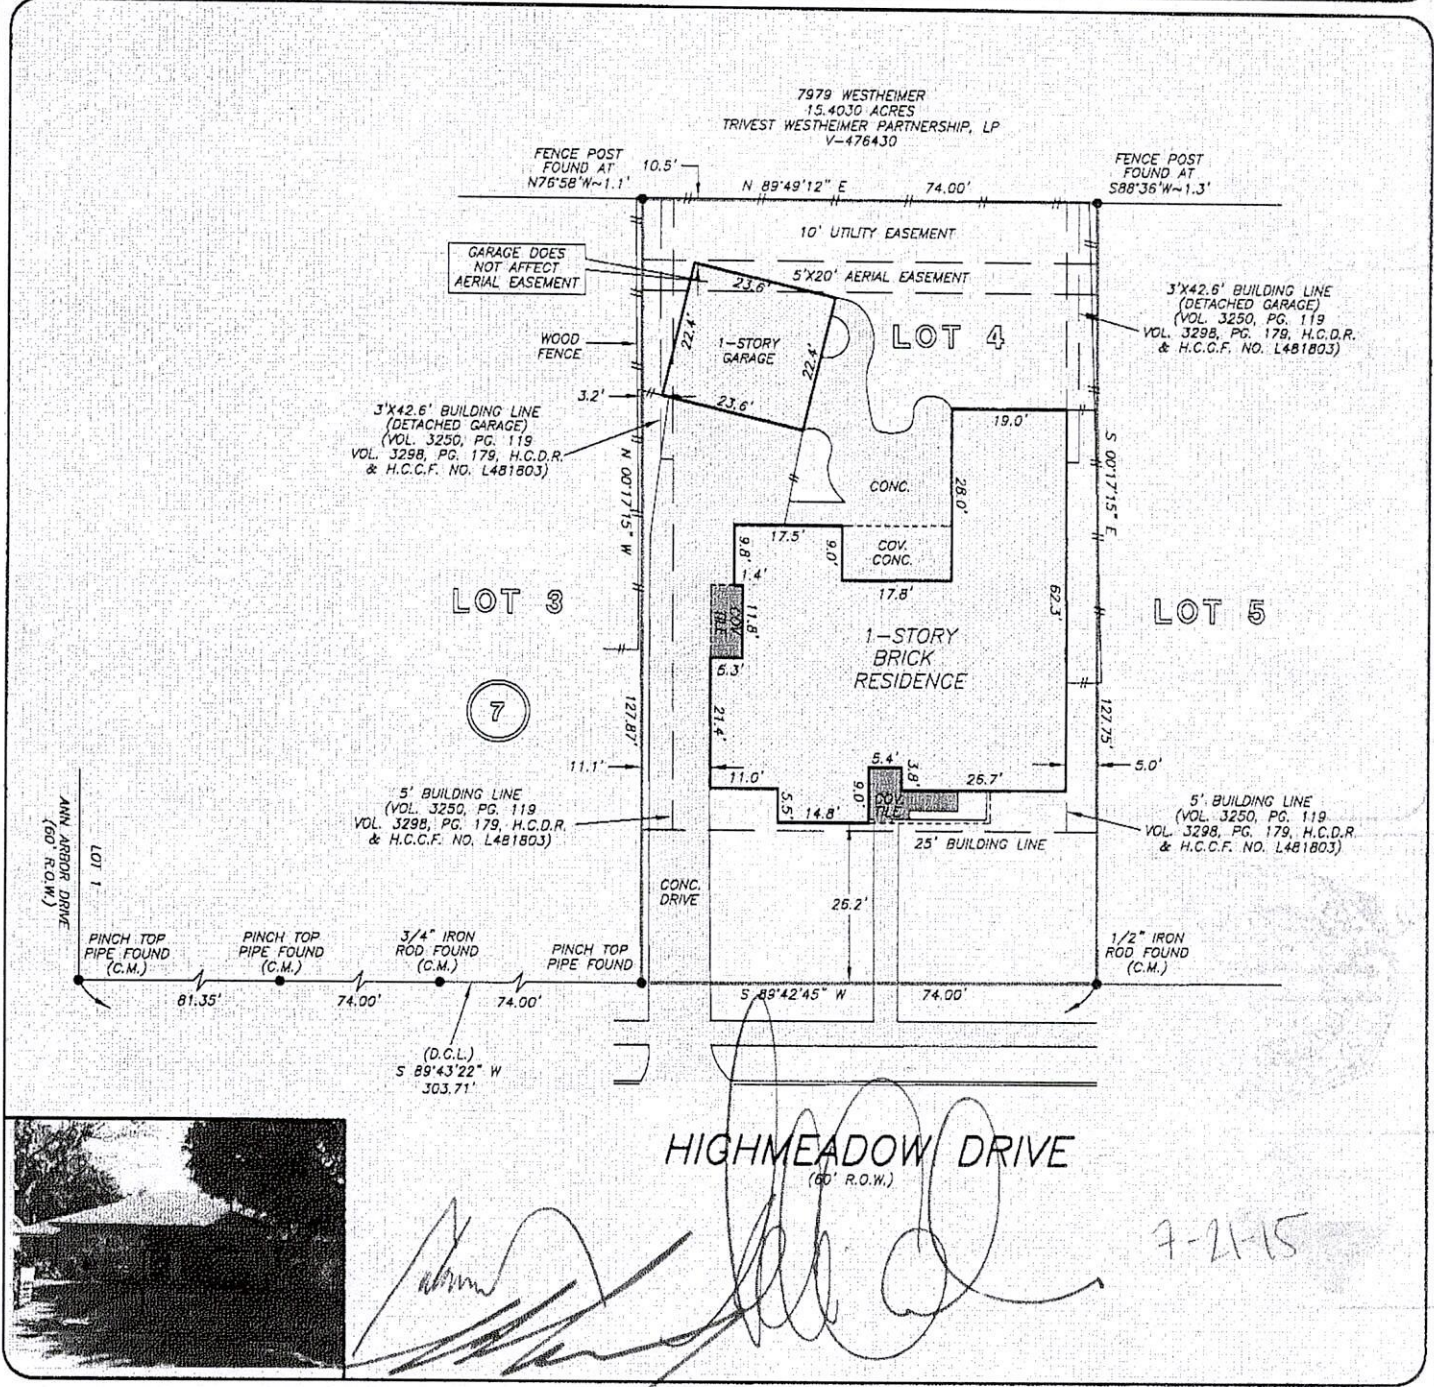 7979 WESTHEIMER
15.4030 ACRES
TRIVEST WESTHEIMER PARTNERSHIP, LP
V-476430
FENCE POST
FOUND AT
N76°58'W~1.1'
10.5'
N 89°49'12" E
74.00'
FENCE POST
FOUND AT
S88°36'W~1.3'
10' UTILITY EASEMENT
GARAGE DOES
NOT AFFECT
AERIAL EASEMENT
5'X20' AERIAL EASEMENT
23.6'
22.4'
1-STORY
GARAGE
22.4'
23.6'
LOT 4
3'X42.6' BUILDING LINE
(DETACHED GARAGE)
(VOL. 3250, PG. 119
VOL. 3298, PG. 179, H.C.D.R.
& H.C.C.F. NO. L481803)
WOOD
FENCE
3.2'
3'X42.6' BUILDING LINE
(DETACHED GARAGE)
(VOL. 3250, PG. 119
VOL. 3298, PG. 179, H.C.D.R.
& H.C.C.F. NO. L481803)
N 00°17'15" W
19.0'
S 00°17'15" E
CONC.
28.0'
17.5'
9.8'
9.0'
COV.
CONC.
1.4'
17.8'
11.8'
COV.
TILE
62.3'
LOT 3
LOT 5
1-STORY
BRICK
RESIDENCE
5.3'
7
21.4'
127.87'
127.75'
11.1'
11.0'
5.4'
3.8'
26.7'
5.0'
5.5'
14.8'
9.0'
COV.
TILE
5' BUILDING LINE
(VOL. 3250, PG. 119
VOL. 3298, PG. 179, H.C.D.R.
& H.C.C.F. NO. L481803)
5' BUILDING LINE
(VOL. 3250, PG. 119
VOL. 3298, PG. 179, H.C.D.R.
& H.C.C.F. NO. L481803)
25' BUILDING LINE
ANN ARBOR DRIVE
(60' R.O.W.)
LOT 1
CONC.
DRIVE
25.2'
PINCH TOP
PIPE FOUND
(C.M.)
PINCH TOP
PIPE FOUND
(C.M.)
3/4" IRON
ROD FOUND
(C.M.)
PINCH TOP
PIPE FOUND
1/2" IRON
ROD FOUND
(C.M.)
81.35'
74.00'
74.00'
S 89°42'45" W
74.00'
(D.C.L.)
S 89°43'22" W
303.71'
HIGHMEADOW DRIVE
(60' R.O.W.)
7-21-15